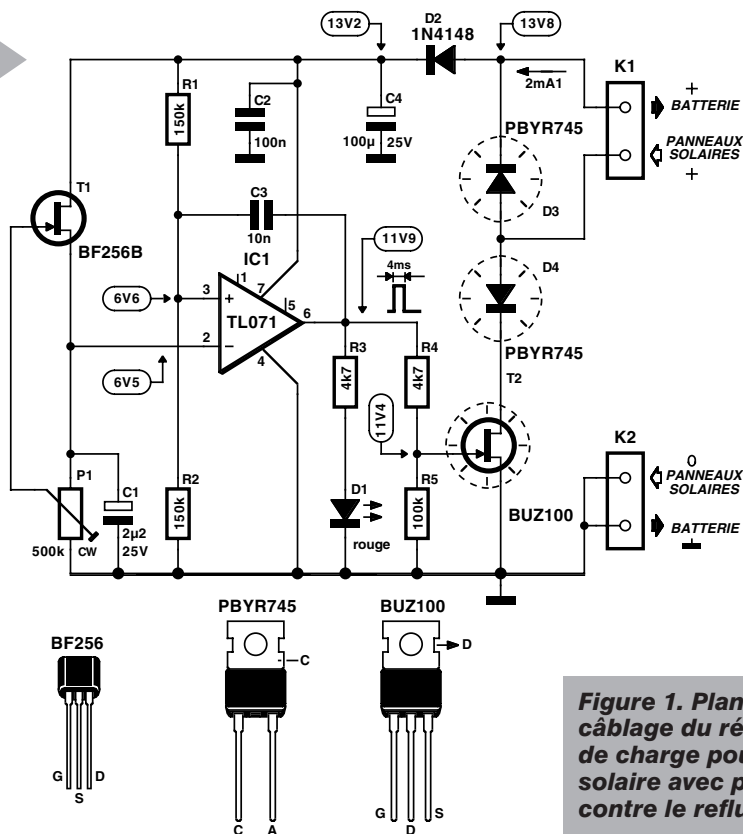 13V2
D2
1N4148
13V8
2mA1
K1
+
BATTERIE
PANNEAUX
SOLAIRES
+
R1
150k
C2
100n
C4
100µ
25V
PBYR745
D3
T1
BF256B
C3
10n
IC1
11V9
4ms
D4
6V6
3
+
1
7
5
TL071
6
2
−
4
6V5
PBYR745
R3
4k7
R4
4k7
T2
11V4
K2
0
PANNEAUX
SOLAIRES
BATTERIE
P1
500k
CW
C1
2µ2
25V
R2
150k
D1
rouge
R5
100k
BUZ100
BF256
G
S
D
PBYR745
C
C
A
BUZ100
D
G
D
S
Figure 1. Plan
câblage du ré
de charge pou
solaire avec p
contre le reflu